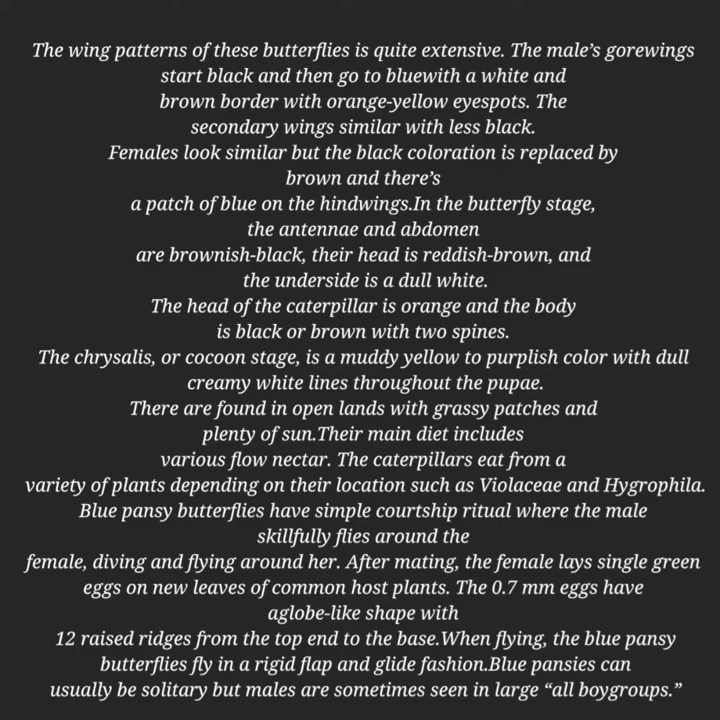 The wing patterns of these butterflies is quite extensive. The male’s gorewings
start black and then go to bluewith a white and
brown border with orange-yellow eyespots. The
secondary wings similar with less black.
Females look similar but the black coloration is replaced by
brown and there’s
a patch of blue on the hindwings.In the butterfly stage,
the antennae and abdomen
are brownish-black, their head is reddish-brown, and
the underside is a dull white.
The head of the caterpillar is orange and the body
is black or brown with two spines.
The chrysalis, or cocoon stage, is a muddy yellow to purplish color with dull
creamy white lines throughout the pupae.
There are found in open lands with grassy patches and
plenty of sun.Their main diet includes
various flow nectar. The caterpillars eat from a
variety of plants depending on their location such as Violaceae and Hygrophila.
Blue pansy butterflies have simple courtship ritual where the male
skillfully flies around the
female, diving and flying around her. After mating, the female lays single green
eggs on new leaves of common host plants. The 0.7 mm eggs have
aglobe-like shape with
12 raised ridges from the top end to the base.When flying, the blue pansy
butterflies fly in a rigid flap and glide fashion.Blue pansies can
usually be solitary but males are sometimes seen in large “all boygroups.”